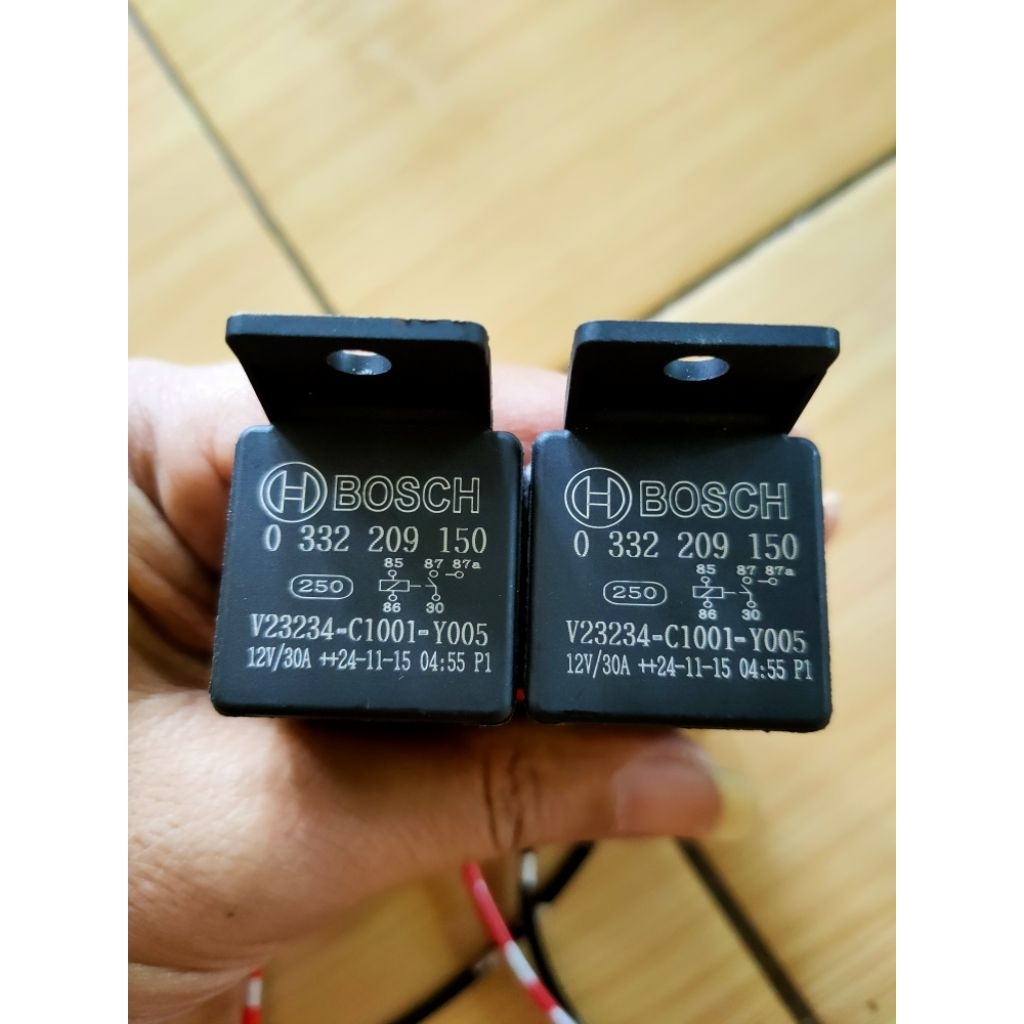 BOSCH
0 332 209 150
85 87 87a
250
86 30
V23234-C1001-Y005
12V/30A ++24-11-15 04:55 P1
BOSCH
0 332 209 150
85 87 87a
250
86 30
V23234-C1001-Y005
12V/30A ++24-11-15 04:55 P1